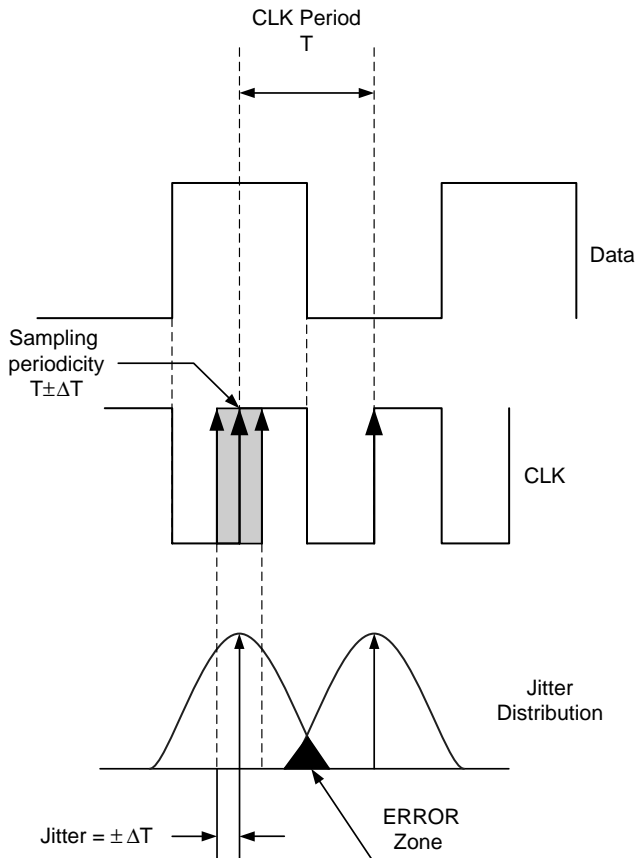 CLK Period
T
Data
Sampling
periodicity
T±ΔT
CLK
Jitter
Distribution
Jitter = ± ΔT
ERROR
Zone